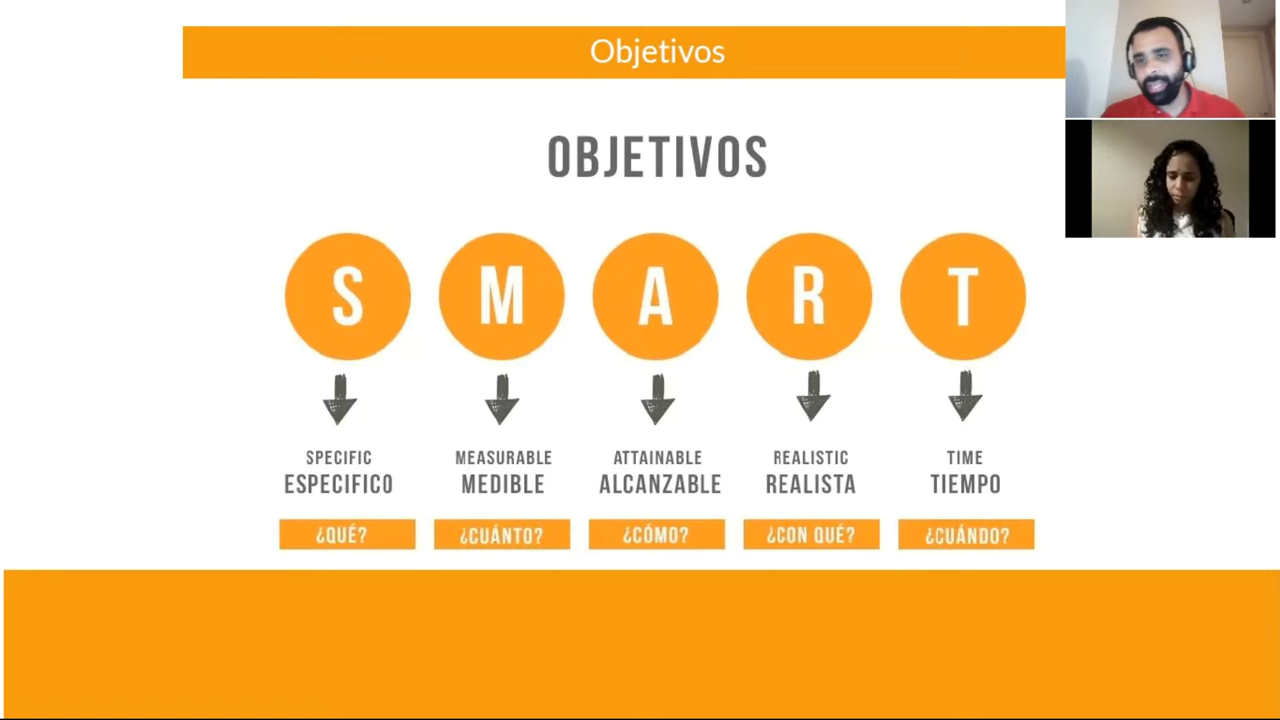 Objetivos
OBJETIVOS
S M A R T
SPECIFIC MEASURABLE ATTAINABLE REALISTIC TIME
ESPECIFICO MEDIBLE ALCANZABLE REALISTA TIEMPO
¿QUÉ? ¿CUÁNTO? ¿CÓMO? ¿CON QUÉ? ¿CUÁNDO?